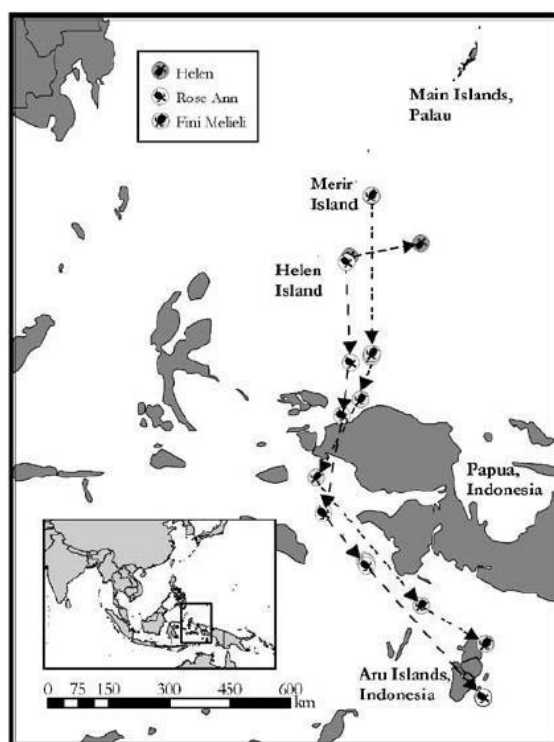 Helen
Rose Ann
Fini Melieli
Main Islands,
Palau
Merir
Island
Helen
Island
Papua,
Indonesia
Aru Islands,
Indonesia
0 75 150 300 450 600
km